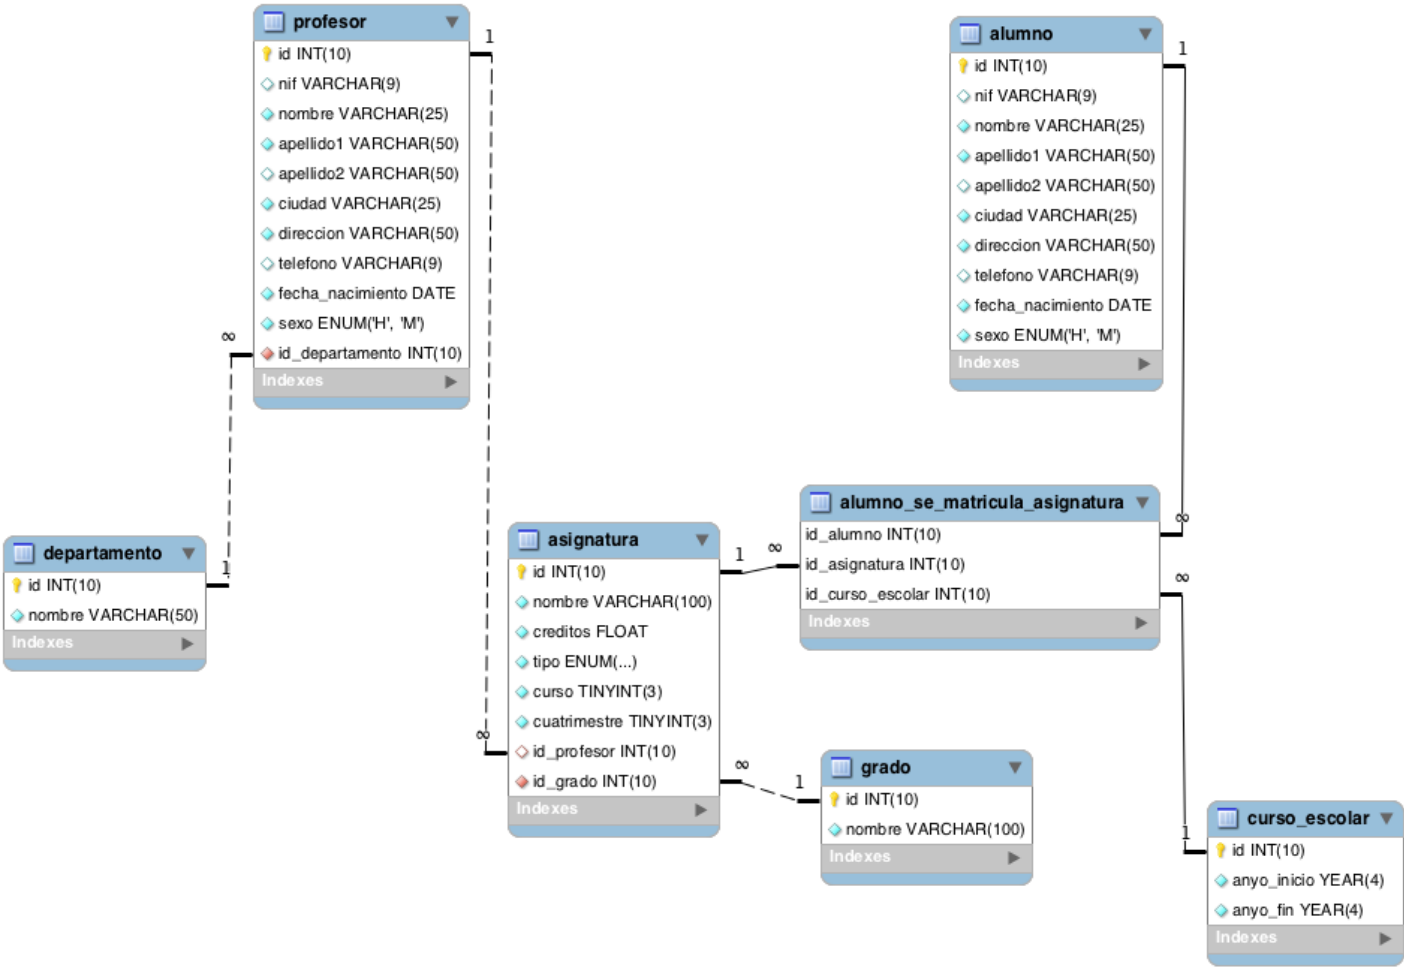 profesor
id INT(10)
nif VARCHAR(9)
nombre VARCHAR(25)
apellido1 VARCHAR(50)
apellido2 VARCHAR(50)
ciudad VARCHAR(25)
direccion VARCHAR(50)
telefono VARCHAR(9)
fecha_nacimiento DATE
sexo ENUM('H', 'M')
id_departamento INT(10)
Indexes
1
∞
alumno
id INT(10)
nif VARCHAR(9)
nombre VARCHAR(25)
apellido1 VARCHAR(50)
apellido2 VARCHAR(50)
ciudad VARCHAR(25)
direccion VARCHAR(50)
telefono VARCHAR(9)
fecha_nacimiento DATE
sexo ENUM('H', 'M')
Indexes
1
departamento
id INT(10)
nombre VARCHAR(50)
Indexes
1
asignatura
id INT(10)
nombre VARCHAR(100)
creditos FLOAT
tipo ENUM(...)
curso TINYINT(3)
cuatrimestre TINYINT(3)
id_profesor INT(10)
id_grado INT(10)
Indexes
1
∞
∞
∞
alumno_se_matricula_asignatura
id_alumno INT(10)
id_asignatura INT(10)
id_curso_escolar INT(10)
Indexes
∞
∞
grado
id INT(10)
nombre VARCHAR(100)
Indexes
1
curso_escolar
id INT(10)
anyo_inicio YEAR(4)
anyo_fin YEAR(4)
Indexes
1